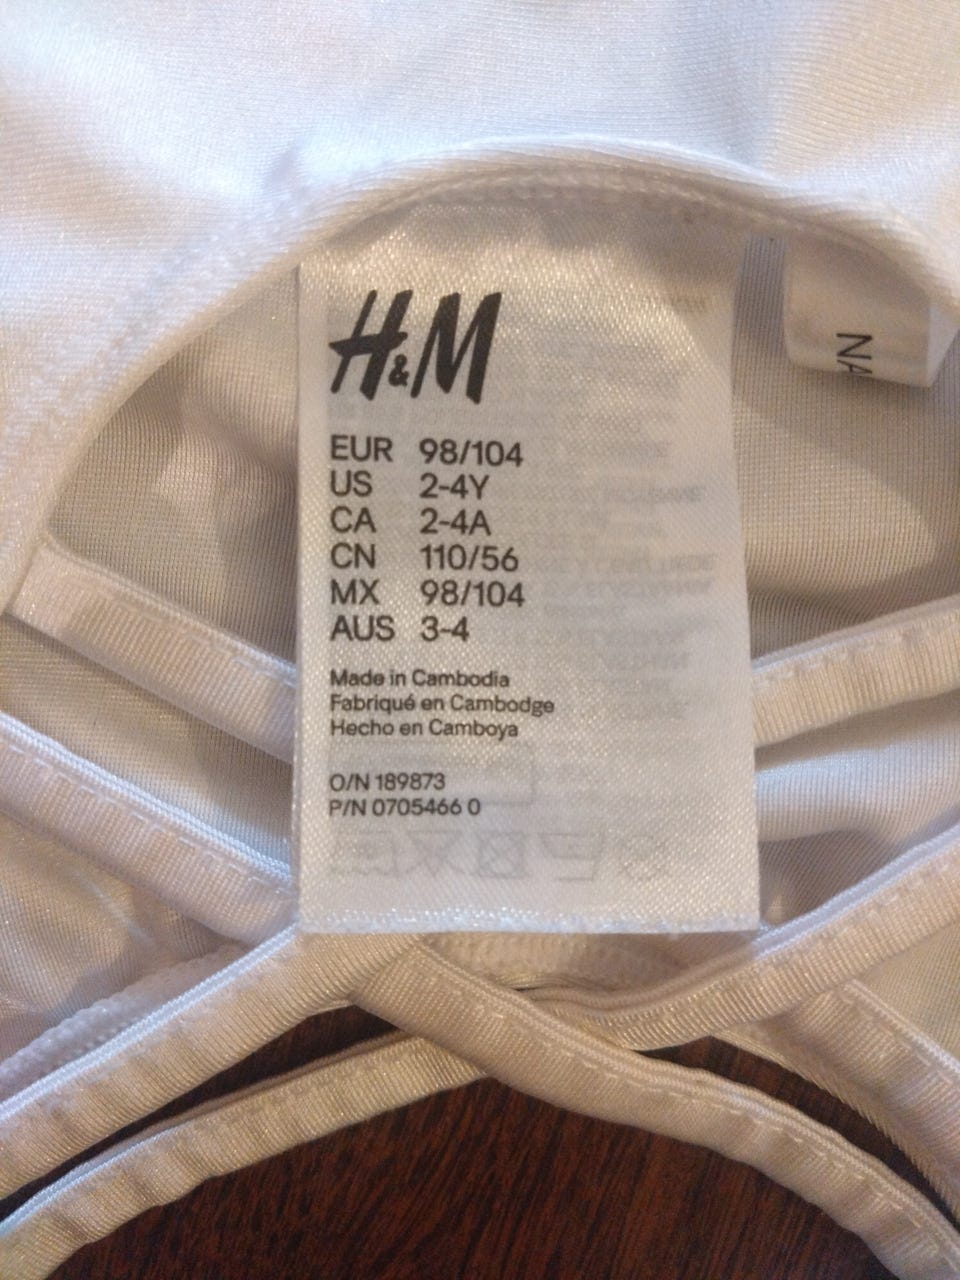 H&M
EUR 98/104
US 2-4Y
CA 2-4A
CN 110/56
MX 98/104
AUS 3-4
Made in Cambodia
Fabriqué en Cambodge
Hecho en Camboya
O/N 189873
P/N 0705466 0
NA